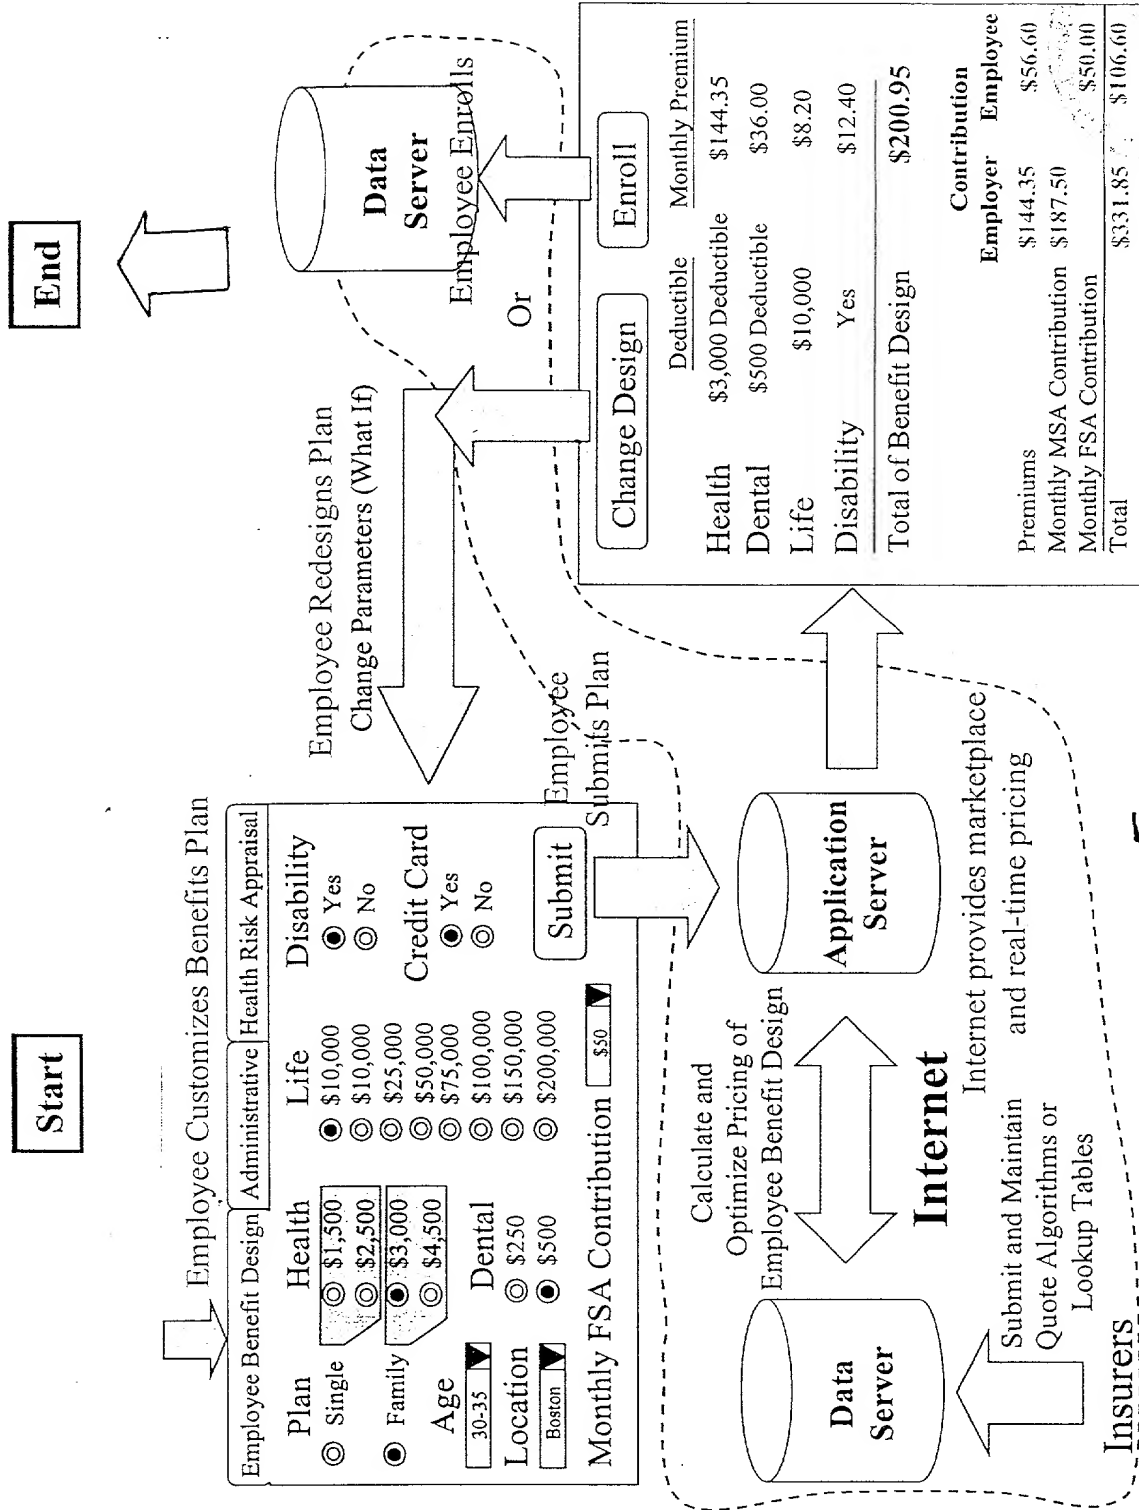 Start
End
Employee Customizes Benefits Plan
Employee Benefit Design Administrative Health Risk Appraisal
Plan Health Life Disability
Single $1,500 $10,000 Yes
$2,500 $10,000 No
Family $3,000 $25,000
$4,500 $50,000 Credit Card
Age $75,000 Yes
30-35 Dental $100,000 No
Location $250 $150,000
Boston $500 $200,000
Monthly FSA Contribution $50 Submit
Employee
Submits Plan
Employee Redesigns Plan
Change Parameters (What If)
Or
Data
Server
Employee Enrolls
Calculate and
Optimize Pricing of
Employee Benefit Design
Data
Server
Application
Server
Internet
Internet provides marketplace
and real-time pricing
Submit and Maintain
Quote Algorithms or
Lookup Tables
Insurers
Change Design Enroll
Deductible Monthly Premium
Health $3,000 Deductible $144.35
Dental $500 Deductible $36.00
Life $10,000 $8.20
Disability Yes $12.40
Total of Benefit Design $200.95
Contribution
Employer Employee
Premiums $144.35 $56.60
Monthly MSA Contribution $187.50
Monthly FSA Contribution $50.00
Total $331.85 $106.60